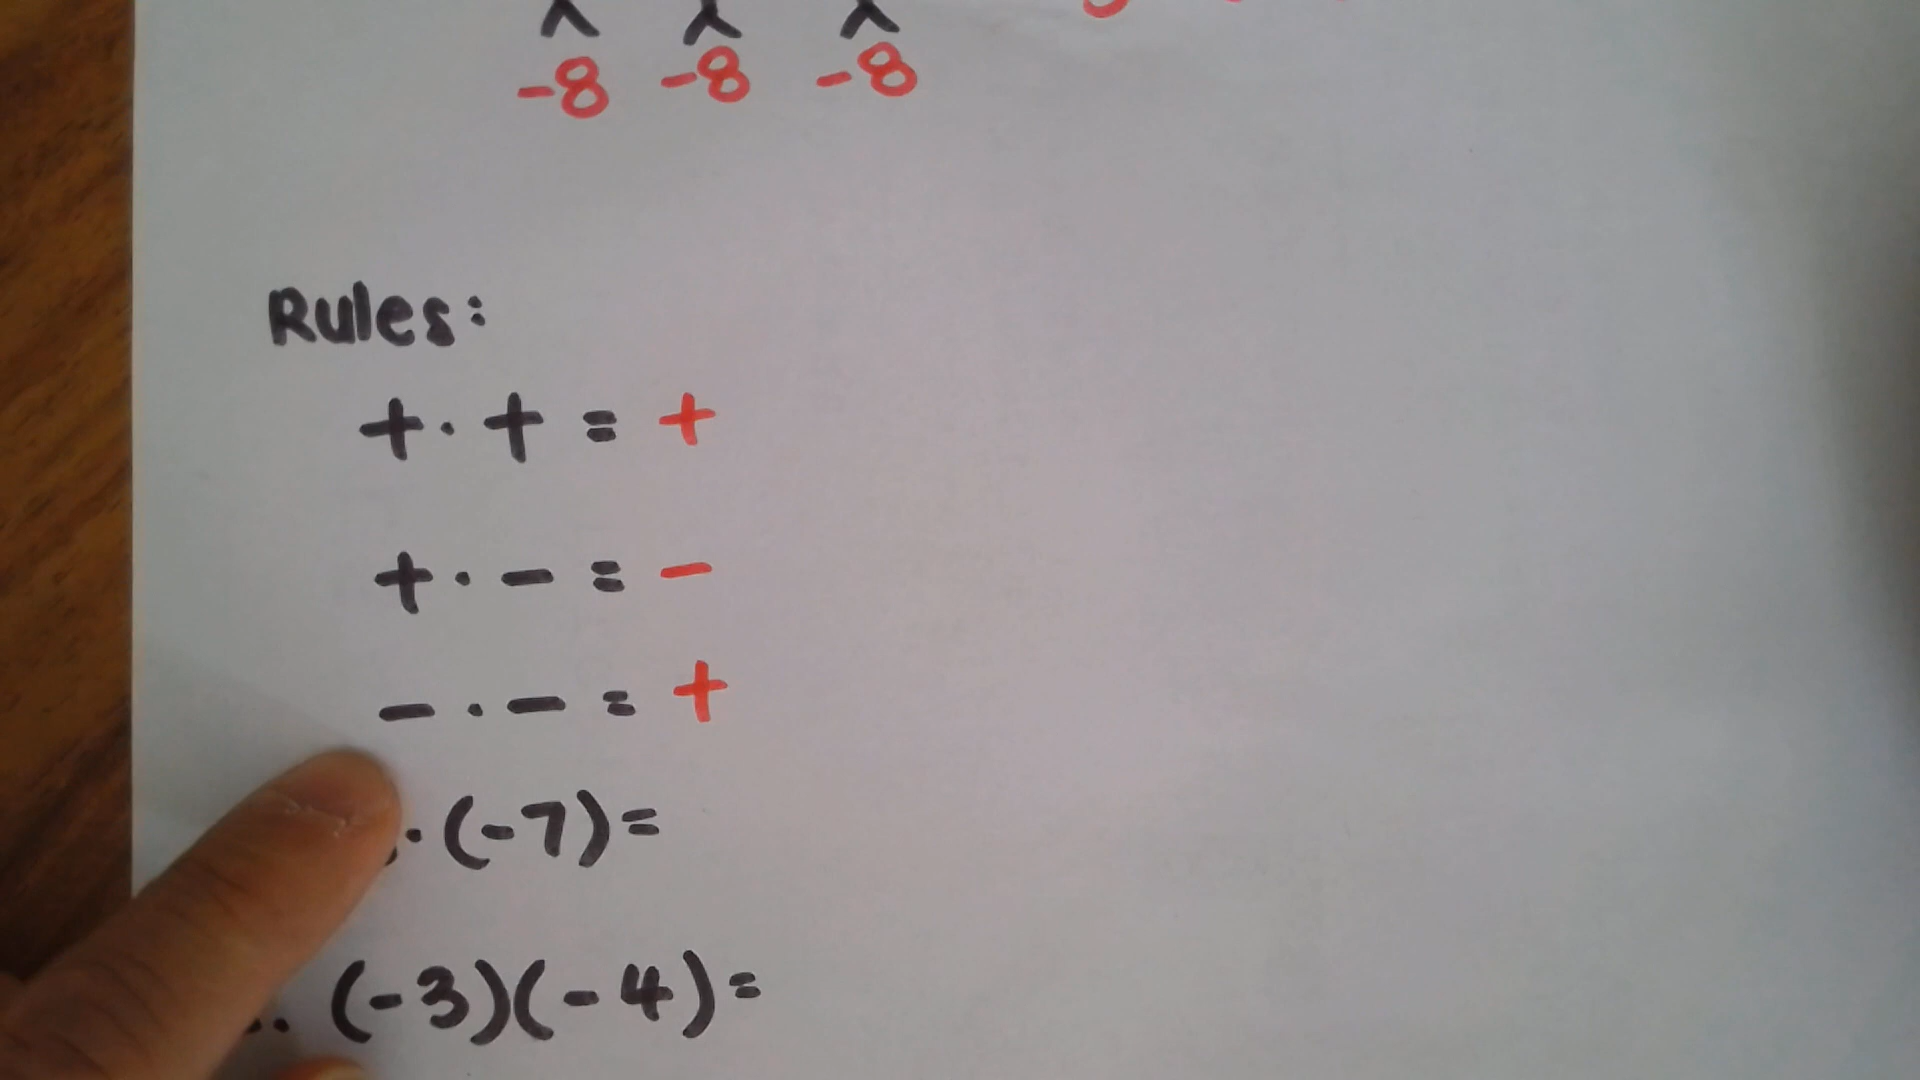 -8 -8 -8
Rules:
+ · + = +
+ · - = -
- · - = +
· (-7) =
(-3)(-4) =